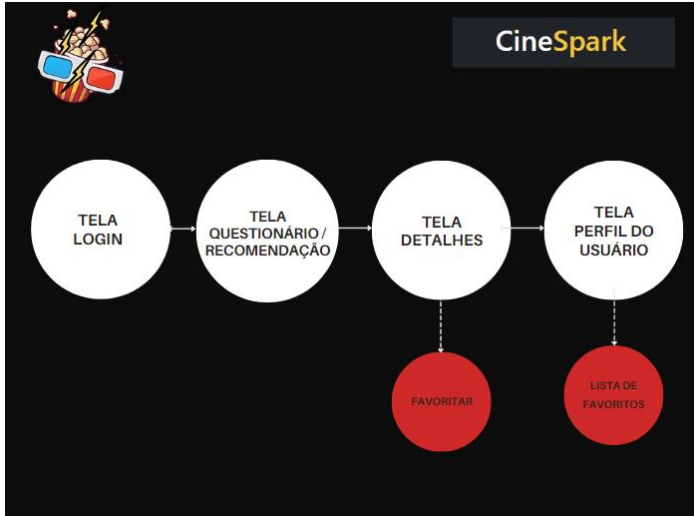 CineSpark
TELA
LOGIN
TELA
QUESTIONÁRIO /
RECOMENDAÇÃO
TELA
DETALHES
TELA
PERFIL DO
USUÁRIO
FAVORITAR
LISTA DE
FAVORITOS